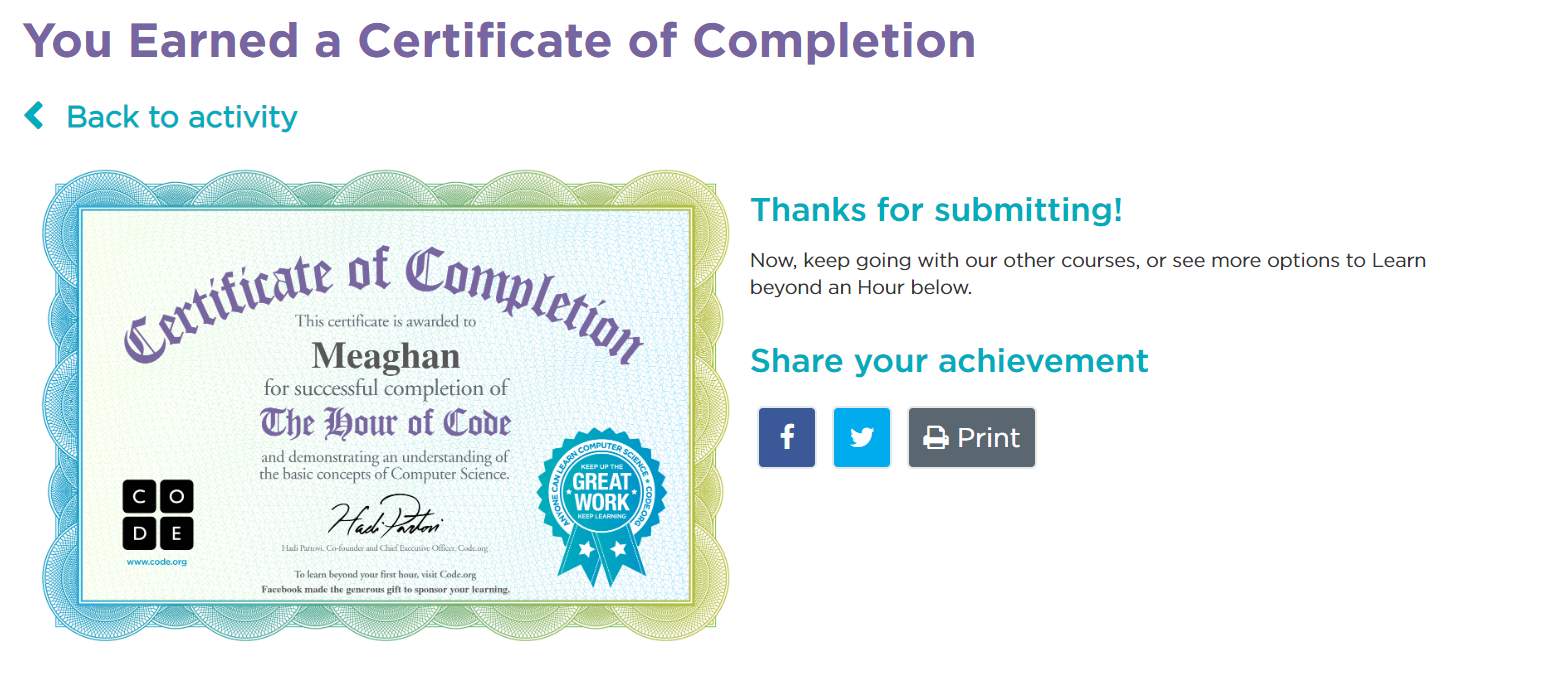 You Earned a Certificate of Completion
Back to activity
Certificate of Completion
This certificate is awarded to
Meaghan
for successful completion of
The Hour of Code
and demonstrating an understanding of
the basic concepts of Computer Science.
C O
D E
www.code.org
Hadi Partovi
Hadi Partovi, Co-founder and Chief Executive Officer, Code.org
To learn beyond your first hour, visit Code.org
Facebook made the generous gift to sponsor your learning.
ANYONE CAN LEARN COMPUTER SCIENCE ★ CODE.ORG ★
KEEP UP THE
GREAT
WORK
KEEP LEARNING
Thanks for submitting!
Now, keep going with our other courses, or see more options to Learn
beyond an Hour below.
Share your achievement
f
Print